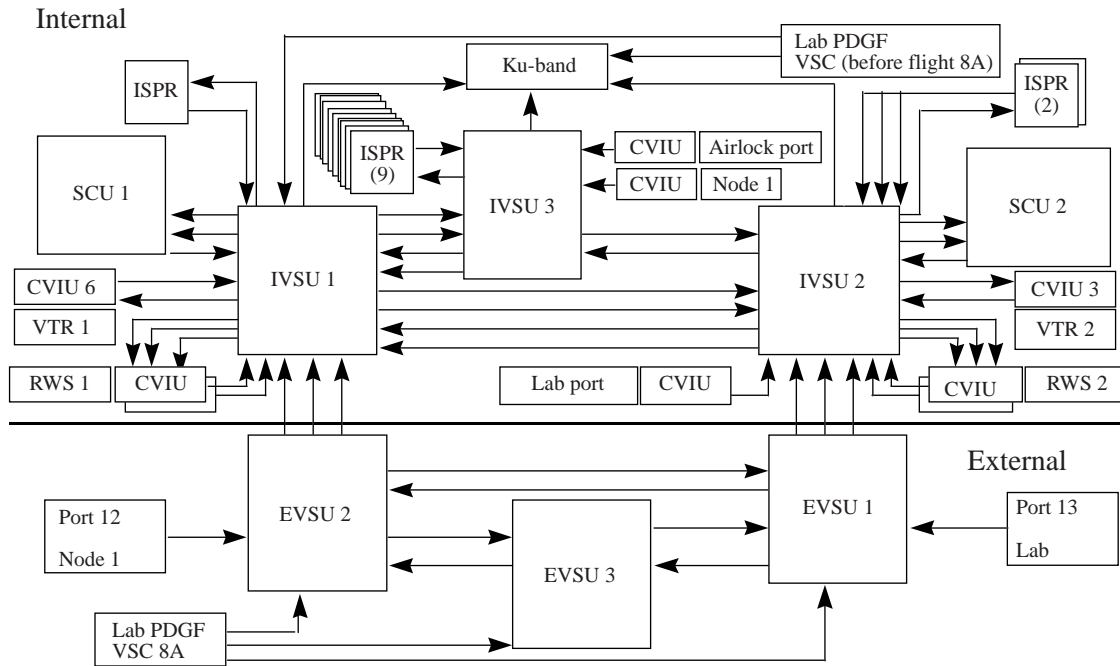 Internal
Lab PDGF
VSC (before flight 8A)
Ku-band
ISPR
ISPR
(2)
ISPR
(9)
CVIU
Airlock port
CVIU
Node 1
SCU 1
IVSU 3
SCU 2
IVSU 1
IVSU 2
CVIU 6
CVIU 3
VTR 1
VTR 2
RWS 1
CVIU
Lab port
CVIU
CVIU
RWS 2
External
Port 12
Node 1
EVSU 2
EVSU 1
Port 13
Lab
EVSU 3
Lab PDGF
VSC 8A